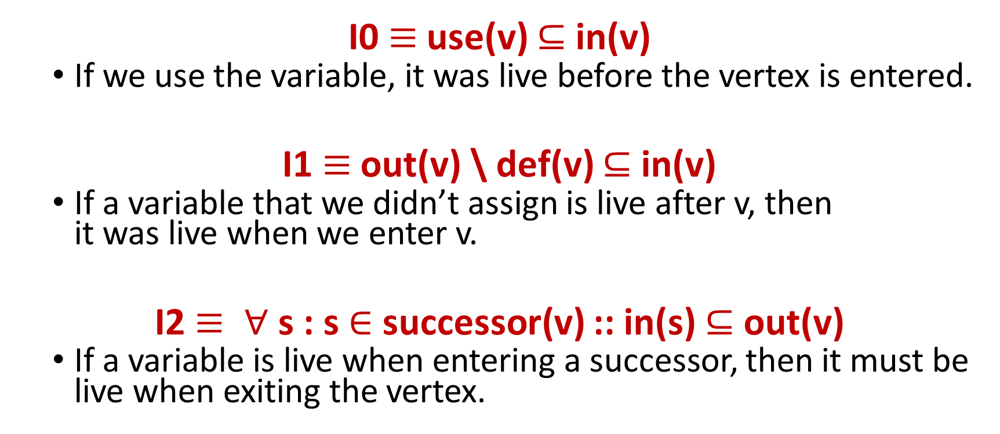 I0 ≡ use(v) ⊆ in(v)
• If we use the variable, it was live before the vertex is entered.
I1 ≡ out(v) \ def(v) ⊆ in(v)
• If a variable that we didn’t assign is live after v, then
it was live when we enter v.
I2 ≡ ∀ s : s ∈ successor(v) :: in(s) ⊆ out(v)
• If a variable is live when entering a successor, then it must be
live when exiting the vertex.